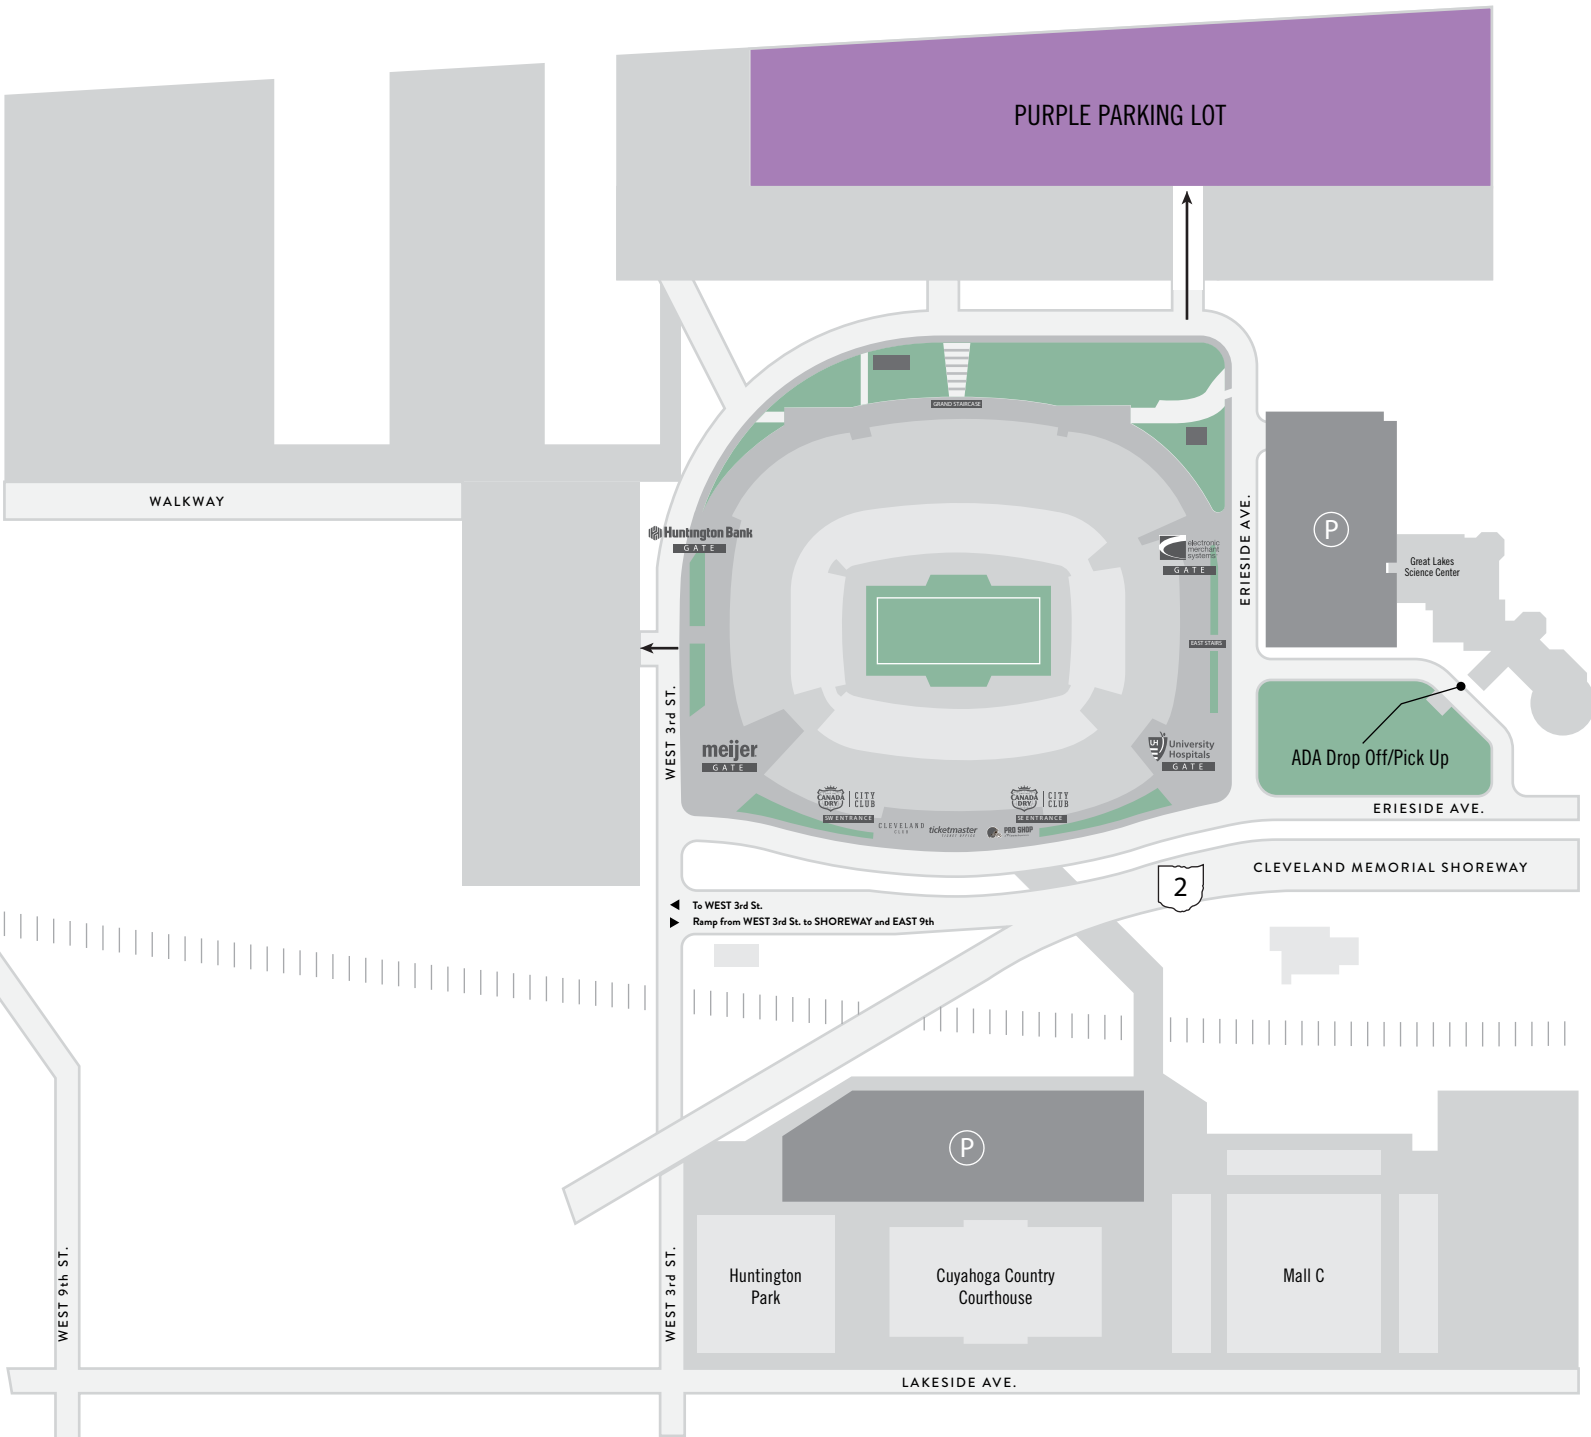 PURPLE PARKING LOT
GRAND STAIRCASE
WALKWAY
Huntington Bank
GATE
electronic
merchant
systems
GATE
ERIESIDE AVE.
P
Great Lakes
Science Center
EAST STAIRS
WEST 3rd ST.
meijer
GATE
UH
University
Hospitals
GATE
ADA Drop Off/Pick Up
CANADA
DRY
CITY
CLUB
SW ENTRANCE
CANADA
DRY
CITY
CLUB
SE ENTRANCE
CLEVELAND
CLUB
ticketmaster
TICKET OFFICE
PRO SHOP
ERIESIDE AVE.
CLEVELAND MEMORIAL SHOREWAY
2
To WEST 3rd St.
Ramp from WEST 3rd St. to SHOREWAY and EAST 9th
P
WEST 9th ST.
WEST 3rd ST.
Huntington
Park
Cuyahoga Country
Courthouse
Mall C
LAKESIDE AVE.